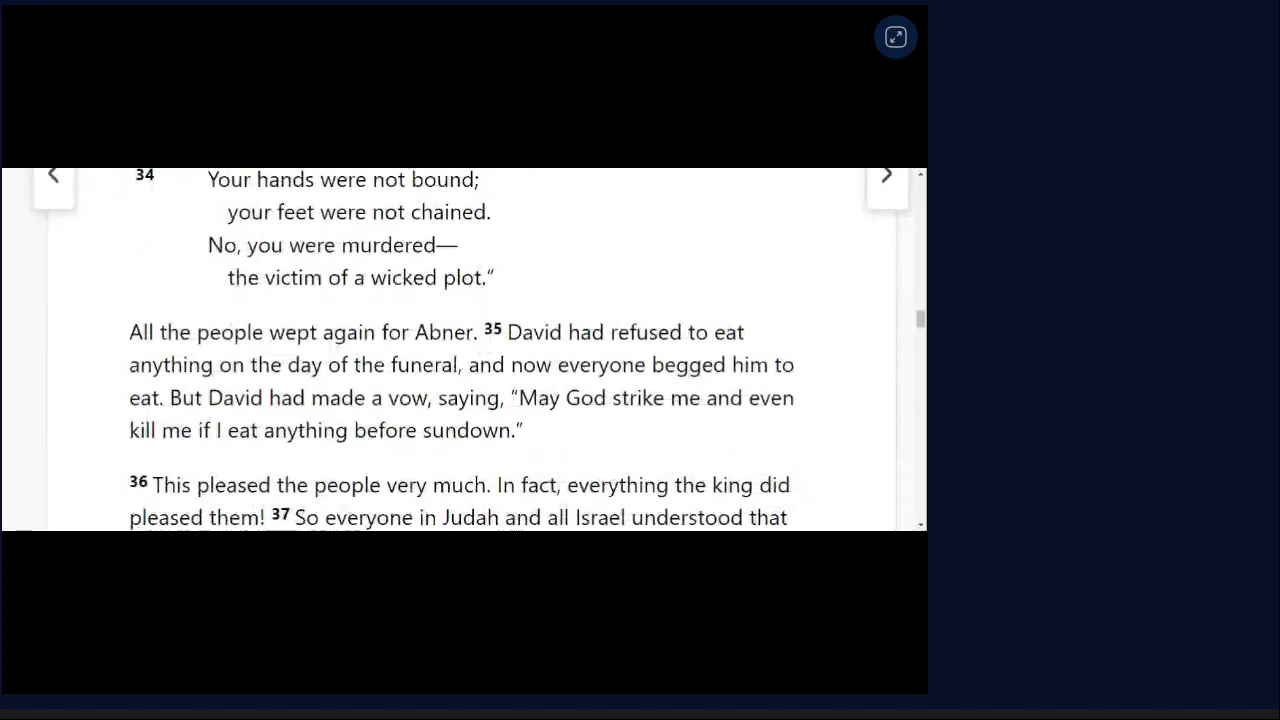 34 Your hands were not bound;
your feet were not chained.
No, you were murdered—
the victim of a wicked plot.”
All the people wept again for Abner. 35 David had refused to eat
anything on the day of the funeral, and now everyone begged him to
eat. But David had made a vow, saying, “May God strike me and even
kill me if I eat anything before sundown.”
36 This pleased the people very much. In fact, everything the king did
pleased them! 37 So everyone in Judah and all Israel understood that